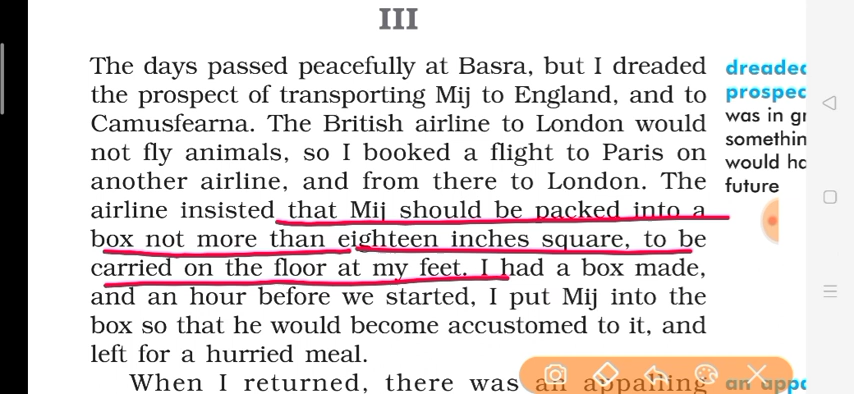 III
The days passed peacefully at Basra, but I dreaded
the prospect of transporting Mij to England, and to
Camusfearna. The British airline to London would
not fly animals, so I booked a flight to Paris on
another airline, and from there to London. The
airline insisted that Mij should be packed into a
box not more than eighteen inches square, to be
carried on the floor at my feet. I had a box made,
and an hour before we started, I put Mij into the
box so that he would become accustomed to it, and
left for a hurried meal.
When I returned, there was an appalling
dreaded
prospec
was in gr
somethin
would ha
future
an appa